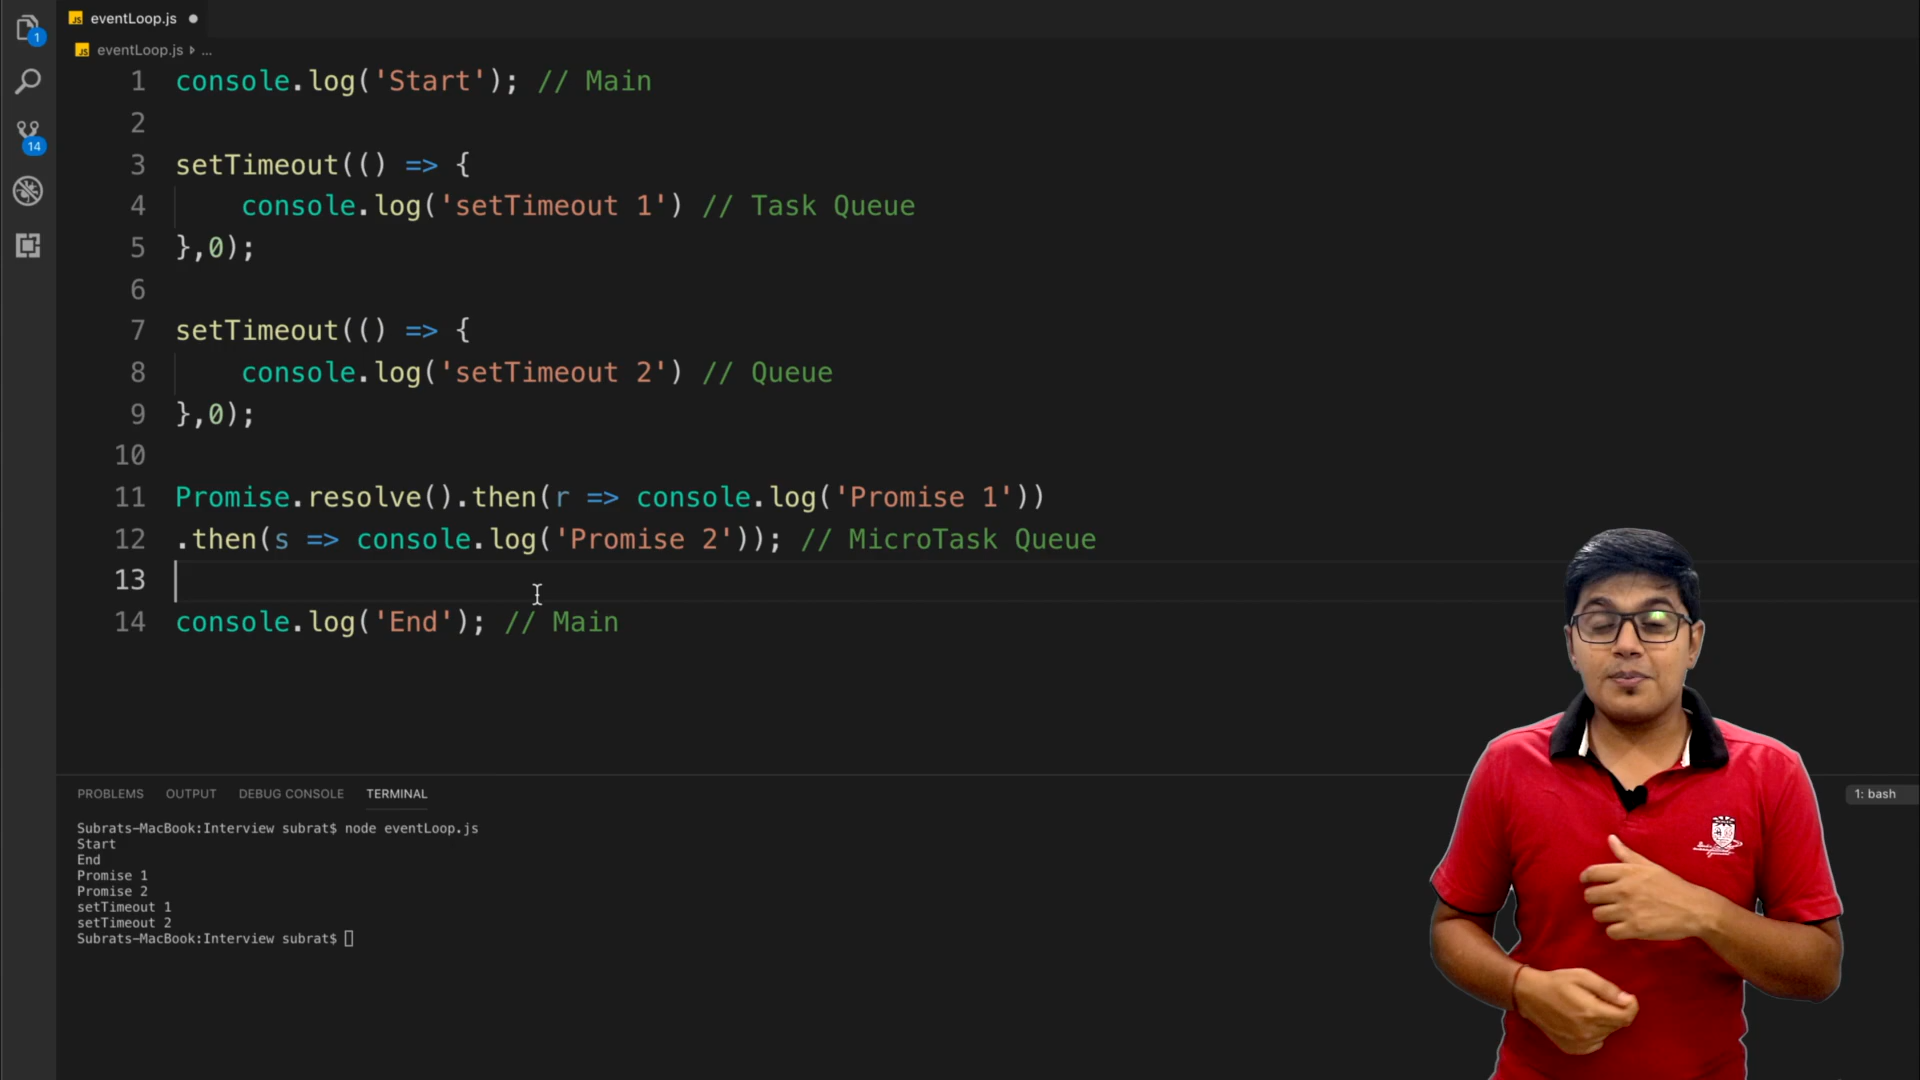 eventLoop.js
eventLoop.js ...
1
14
1 console.log('Start'); // Main
2
3 setTimeout(() => {
4 console.log('setTimeout 1') // Task Queue
5 },0);
6
7 setTimeout(() => {
8 console.log('setTimeout 2') // Queue
9 },0);
10
11 Promise.resolve().then(r => console.log('Promise 1'))
12 .then(s => console.log('Promise 2')); // MicroTask Queue
13
14 console.log('End'); // Main
PROBLEMS OUTPUT DEBUG CONSOLE TERMINAL 1: bash
Subrats-MacBook:Interview subrat$ node eventLoop.js
Start
End
Promise 1
Promise 2
setTimeout 1
setTimeout 2
Subrats-MacBook:Interview subrat$